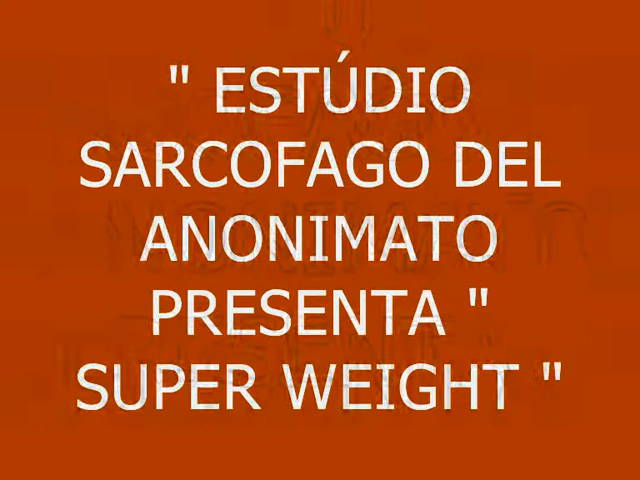 " ESTÚDIO
SARCOFAGO DEL
ANONIMATO
PRESENTA "
SUPER WEIGHT "